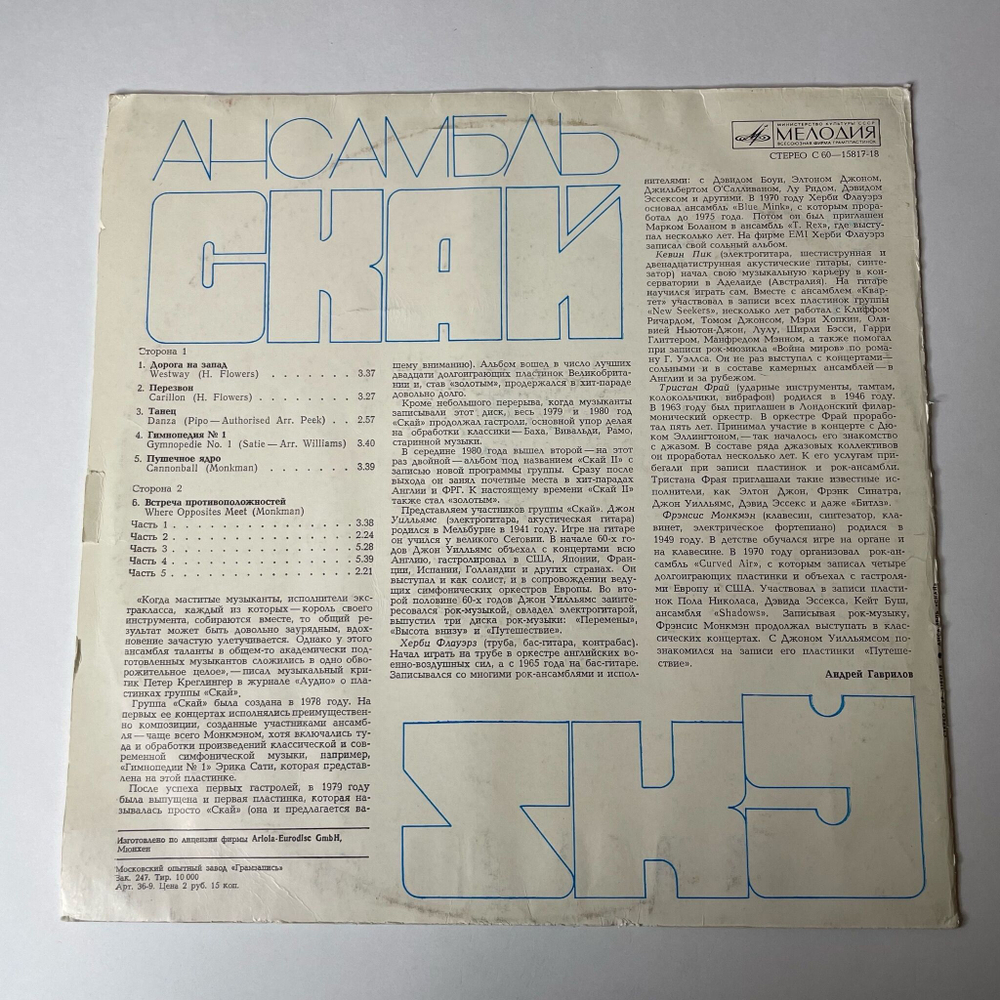 АНСАМБЛЬ
СКАЙ
МИНИСТЕРСТВО КУЛЬТУРЫ СССР
МЕЛОДИЯ
ВСЕСОЮЗНАЯ ФИРМА ГРАМПЛАСТИНОК
СТЕРЕО С 60—15817-18
Сторона 1
1. Дорога на запад
Westway (H. Flowers) . . . . . . . . 3.37
2. Перезвон
Carillon (H. Flowers) . . . . . . . . 3.27
3. Танец
Danza (Pipo — Authorised Arr. Peek) . . 2.57
4. Гимнопедия № 1
Gymnopedie No. 1 (Satie — Arr. Williams) 3.40
5. Пушечное ядро
Cannonball (Monkman) . . . . . . . 3.39
Сторона 2
6. Встреча противоположностей
Where Opposites Meet (Monkman)
Часть 1 . . . . . . . . . . . . . . 3.38
Часть 2 . . . . . . . . . . . . . . 2.24
Часть 3 . . . . . . . . . . . . . . 5.28
Часть 4 . . . . . . . . . . . . . . 5.39
Часть 5 . . . . . . . . . . . . . . 2.21
«Когда маститые музыканты, исполнители экс-
тракласса, каждый из которых — король своего
инструмента, собираются вместе, то общий ре-
зультат может быть довольно заурядным, вдох-
новение зачастую улетучивается. Однако у этого
ансамбля таланты в общем-то академически под-
готовленных музыкантов сложились в одно обво-
рожительное целое», — писал музыкальный кри-
тик Петер Креглингер в журнале «Аудио» о пла-
стинках группы «Скай».
Группа «Скай» была создана в 1978 году. На
первых ее концертах исполнялись преимуществен-
но композиции, созданные участниками ансамб-
ля — чаще всего Монкмэном, хотя включались ту-
да и обработки произведений классической и сов-
ременной симфонической музыки, например,
«Гимнопедии № 1» Эрика Сати, которая представ-
лена на этой пластинке.
После успеха первых гастролей, в 1979 году
была выпущена и первая пластинка, которая на-
зывалась просто «Скай» (она и предлагается ва-
Изготовлено по лицензии фирмы Ariola-Eurodisc GmbH,
Мюнхен
Московский опытный завод «Грамзапись»
Зак. 247. Тир. 10 000
Арт. 36-9. Цена 2 руб. 15 коп.
шему вниманию). Альбом вошел в число лучших
двадцати долгоиграющих пластинок Великобрита-
нии и, став «золотым», продержался в хит-параде
довольно долго.
Кроме небольшого перерыва, когда музыканты
записывали этот диск, весь 1979 и 1980 год
«Скай» продолжал гастроли, основной упор делая
на обработки классики — Баха, Вивальди, Рамо,
старинной музыки.
В середине 1980 года вышел второй — на этот
раз двойной — альбом под названием «Скай II» с
записью новой программы группы. Сразу после
выхода он занял почетные места в хит-парадах
Англии и ФРГ. К настоящему времени «Скай II»
также стал «золотым».
Представляем участников группы «Скай». Джон
Уилльямс (электрогитара, акустическая гитара)
родился в Мельбурне в 1941 году. Игре на гитаре
он учился у великого Сеговии. В начале 60-х го-
дов Джон Уилльямс объехал с концертами всю
Англию, гастролировал в США, Японии, Фран-
ции, Испании, Голландии и других странах. Он
выступал и как солист, и в сопровождении веду-
щих симфонических оркестров Европы. Во вто-
рой половине 60-х годов Джон Уилльямс заинте-
ресовался рок-музыкой, овладел электрогитарой,
выпустил три диска рок-музыки: «Перемены»,
«Высота внизу» и «Путешествие».
Херби Флауэрз (труба, бас-гитара, контрабас).
Начал играть на трубе в оркестре английских во-
енно-воздушных сил, а с 1965 года на бас-гитаре.
Записывался со многими рок-ансамблями и испол-
нителями: с Дэвидом Боуи, Элтоном Джоном,
Джильбертом О'Салливаном, Лу Ридом, Дэвидом
Эссексом и другими. В 1970 году Херби Флауэрз
основал ансамбль «Blue Mink», с которым прора-
ботал до 1975 года. Потом он был приглашен
Марком Боланом в ансамбль «T. Rex», где высту-
пал несколько лет. На фирме EMI Херби Флауэрз
записал свой сольный альбом.
Кевин Пик (электрогитара, шестиструнная и
двенадцатиструнная акустические гитары, синте-
затор) начал свою музыкальную карьеру в кон-
серватории в Аделаиде (Австралия). На гитаре
научился играть сам. Вместе с ансамблем «Квар-
тет» участвовал в записи всех пластинок группы
«New Seekers», несколько лет работал с Клиффом
Ричардом, Томом Джонсом, Мэри Хопкин, Оли-
вией Ньютон-Джон, Лулу, Ширли Бэсси, Гарри
Глиттером, Манфредом Мэнном, а также помогал
при записи рок-мюзикла «Война миров» по рома-
ну Г. Уэллса. Он не раз выступал с концертами —
сольными и в составе камерных ансамблей — в
Англии и за рубежом.
Тристан Фрай (ударные инструменты, тамтам,
колокольчики, вибрафон) родился в 1946 году.
В 1963 году был приглашен в Лондонский филар-
монический оркестр. В оркестре Фрай прорабо-
тал пять лет. Принимал участие в концерте с Дю-
ком Эллингтоном, — так началось его знакомство
с джазом. В составе ряда джазовых коллективов
он проработал несколько лет. К его услугам при-
бегали при записи пластинок и рок-ансамбли.
Тристана Фрая приглашали такие известные ис-
полнители, как Элтон Джон, Фрэнк Синатра,
Джон Уилльямс, Дэвид Эссекс и даже «Битлз».
Фрэнсис Монкмэн (клавесин, синтезатор, кла-
винет, электрическое фортепиано) родился в
1949 году. В детстве обучался игре на органе и
на клавесине. В 1970 году организовал рок-ан-
самбль «Curved Air», с которым записал четыре
долгоиграющих пластинки и объехал с гастроля-
ми Европу и США. Участвовал в записи пласти-
нок Пола Николаса, Дэвида Эссекса, Кейт Буш,
ансамбля «Shadows». Записывая рок-музыку,
Фрэнсис Монкмэн продолжал выступать в клас-
сических концертах. С Джоном Уилльямсом по-
знакомился на записи его пластинки «Путеше-
ствие».
Андрей Гаврилов
SKY